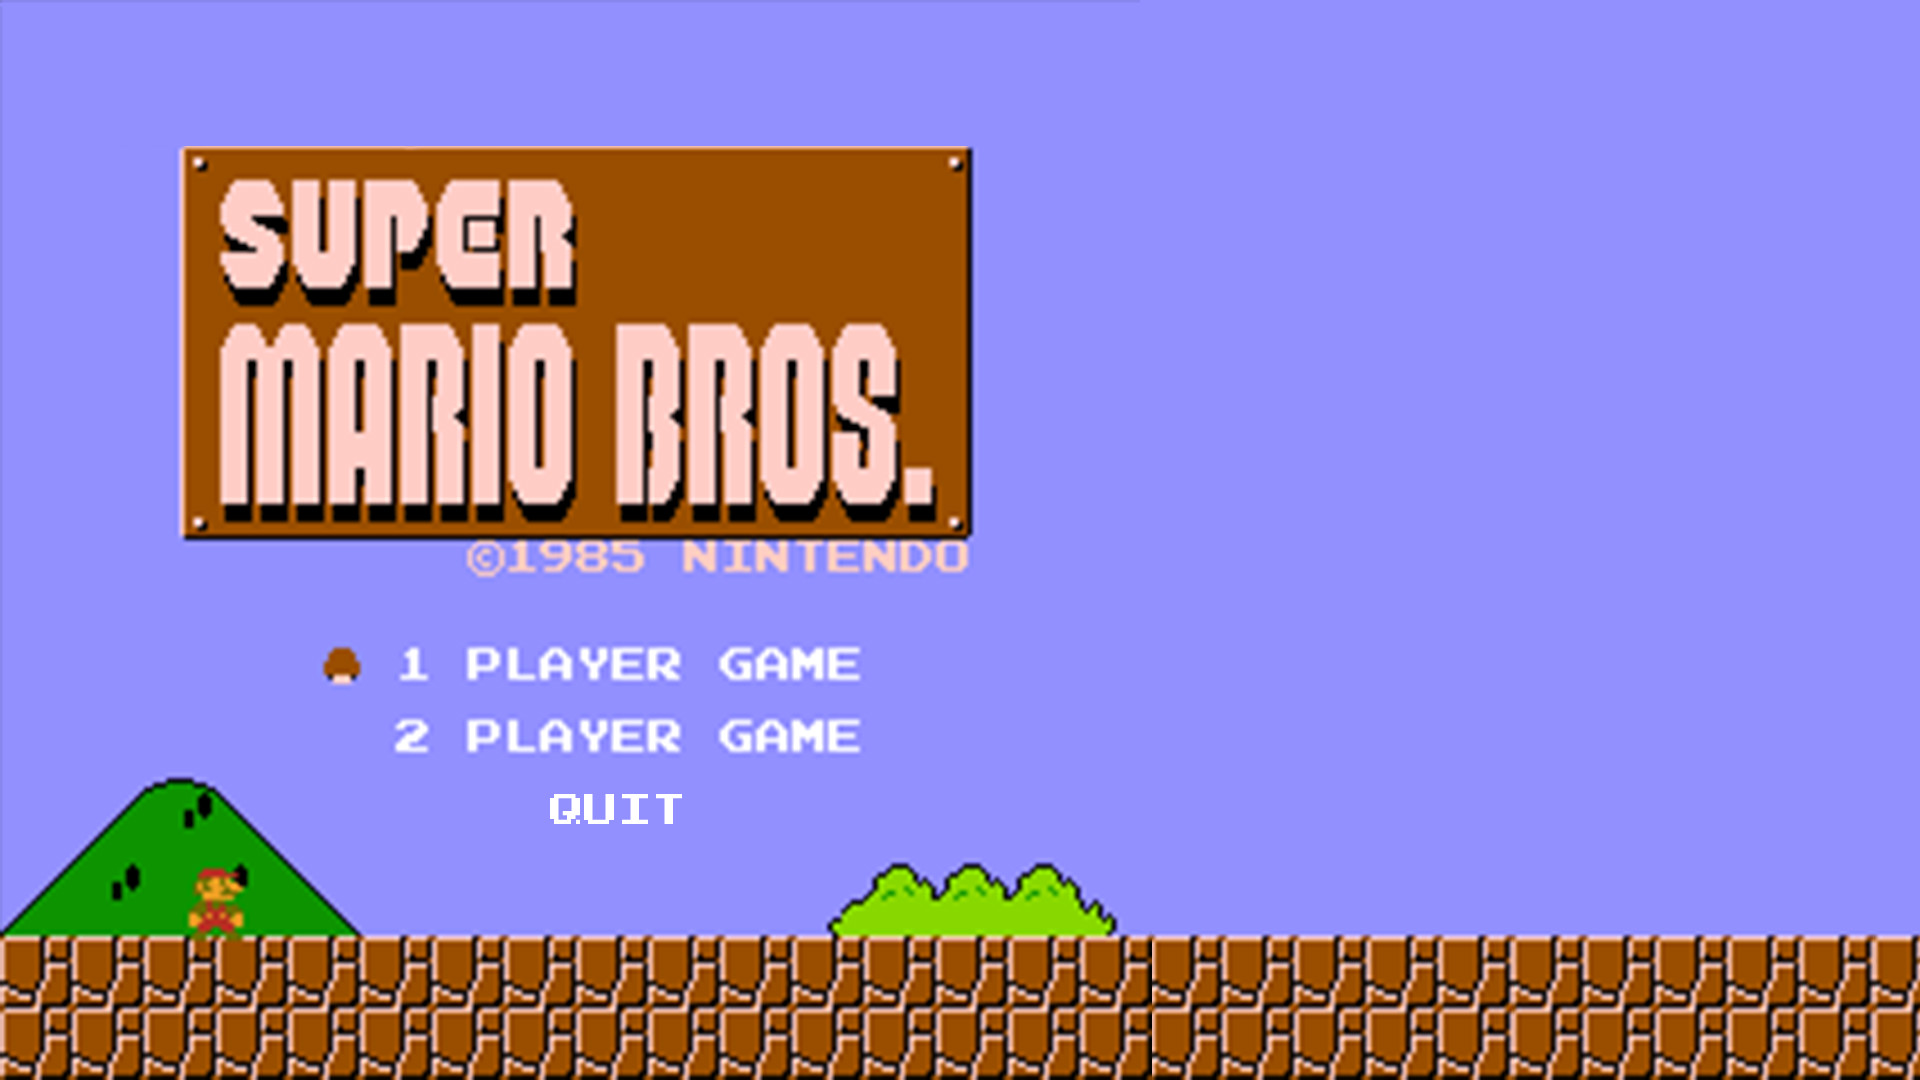 SUPER
MARIO BROS.
©1985 NINTENDO
1 PLAYER GAME
2 PLAYER GAME
QUIT